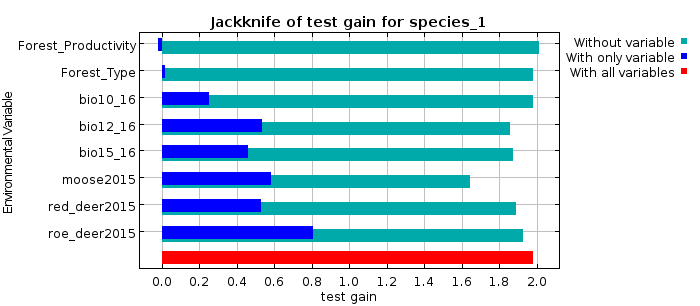 Jackknife of test gain for species_1
Environmental Variable
Forest_Productivity
Forest_Type
bio10_16
bio12_16
bio15_16
moose2015
red_deer2015
roe_deer2015
0.0 0.2 0.4 0.6 0.8 1.0 1.2 1.4 1.6 1.8 2.0
test gain
Without variable
With only variable
With all variables